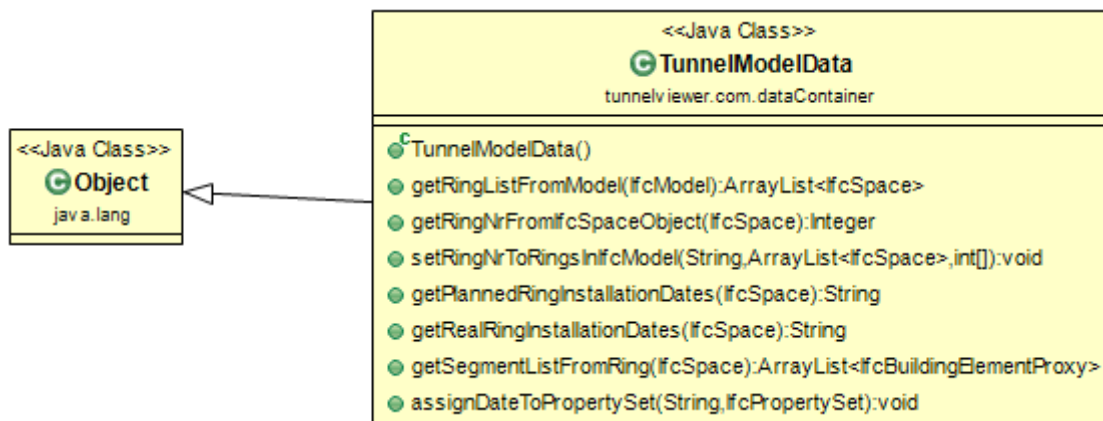 <<Java Class>>
C Object
java.lang
<<Java Class>>
C TunnelModelData
tunnelviewer.com.dataContainer
c TunnelModelData()
getRingListFromModel(IfcModel):ArrayList<IfcSpace>
getRingNrFromIfcSpaceObject(IfcSpace):Integer
setRingNrToRingsInIfcModel(String,ArrayList<IfcSpace>,int[]):void
getPlannedRingInstallationDates(IfcSpace):String
getRealRingInstallationDates(IfcSpace):String
getSegmentListFromRing(IfcSpace):ArrayList<IfcBuildingElementProxy>
assignDateToPropertySet(String,IfcPropertySet):void